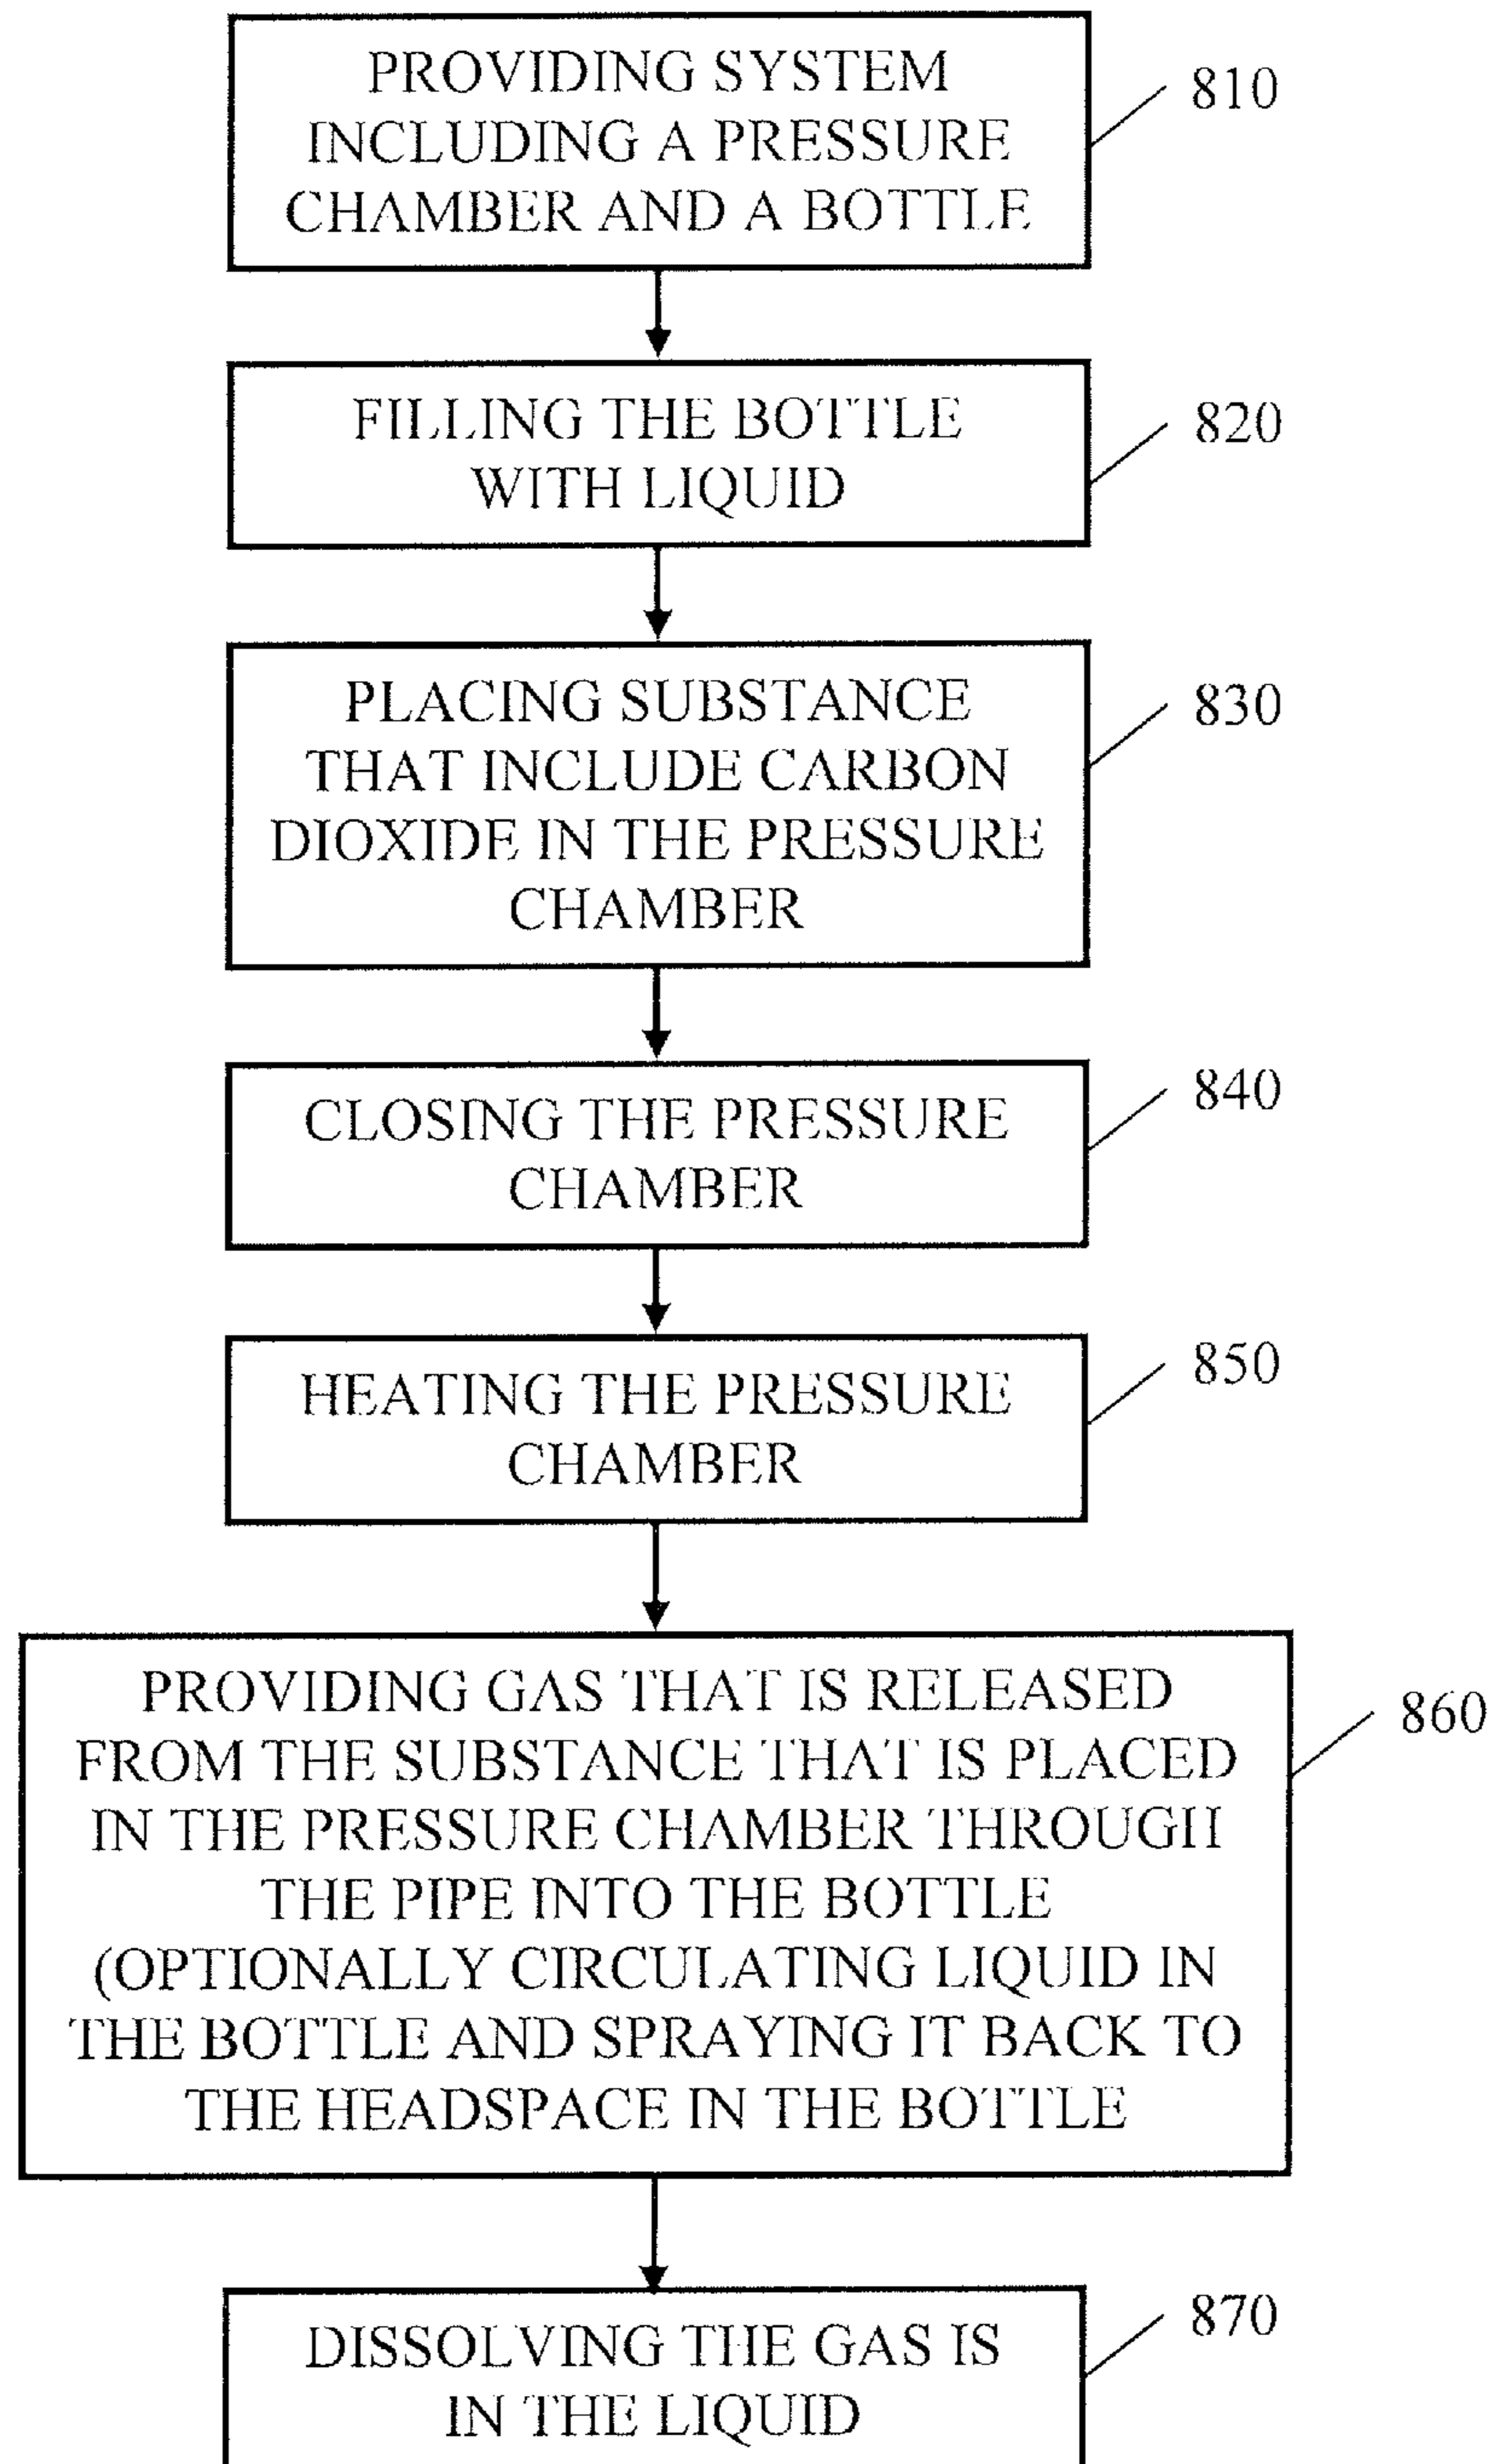 PROVIDING SYSTEM
INCLUDING A PRESSURE
CHAMBER AND A BOTTLE
810
FILLING THE BOTTLE
WITH LIQUID
820
PLACING SUBSTANCE
THAT INCLUDE CARBON
DIOXIDE IN THE PRESSURE
CHAMBER
830
CLOSING THE PRESSURE
CHAMBER
840
HEATING THE PRESSURE
CHAMBER
850
PROVIDING GAS THAT IS RELEASED
FROM THE SUBSTANCE THAT IS PLACED
IN THE PRESSURE CHAMBER THROUGH
THE PIPE INTO THE BOTTLE
(OPTIONALLY CIRCULATING LIQUID IN
THE BOTTLE AND SPRAYING IT BACK TO
THE HEADSPACE IN THE BOTTLE
860
DISSOLVING THE GAS IS
IN THE LIQUID
870